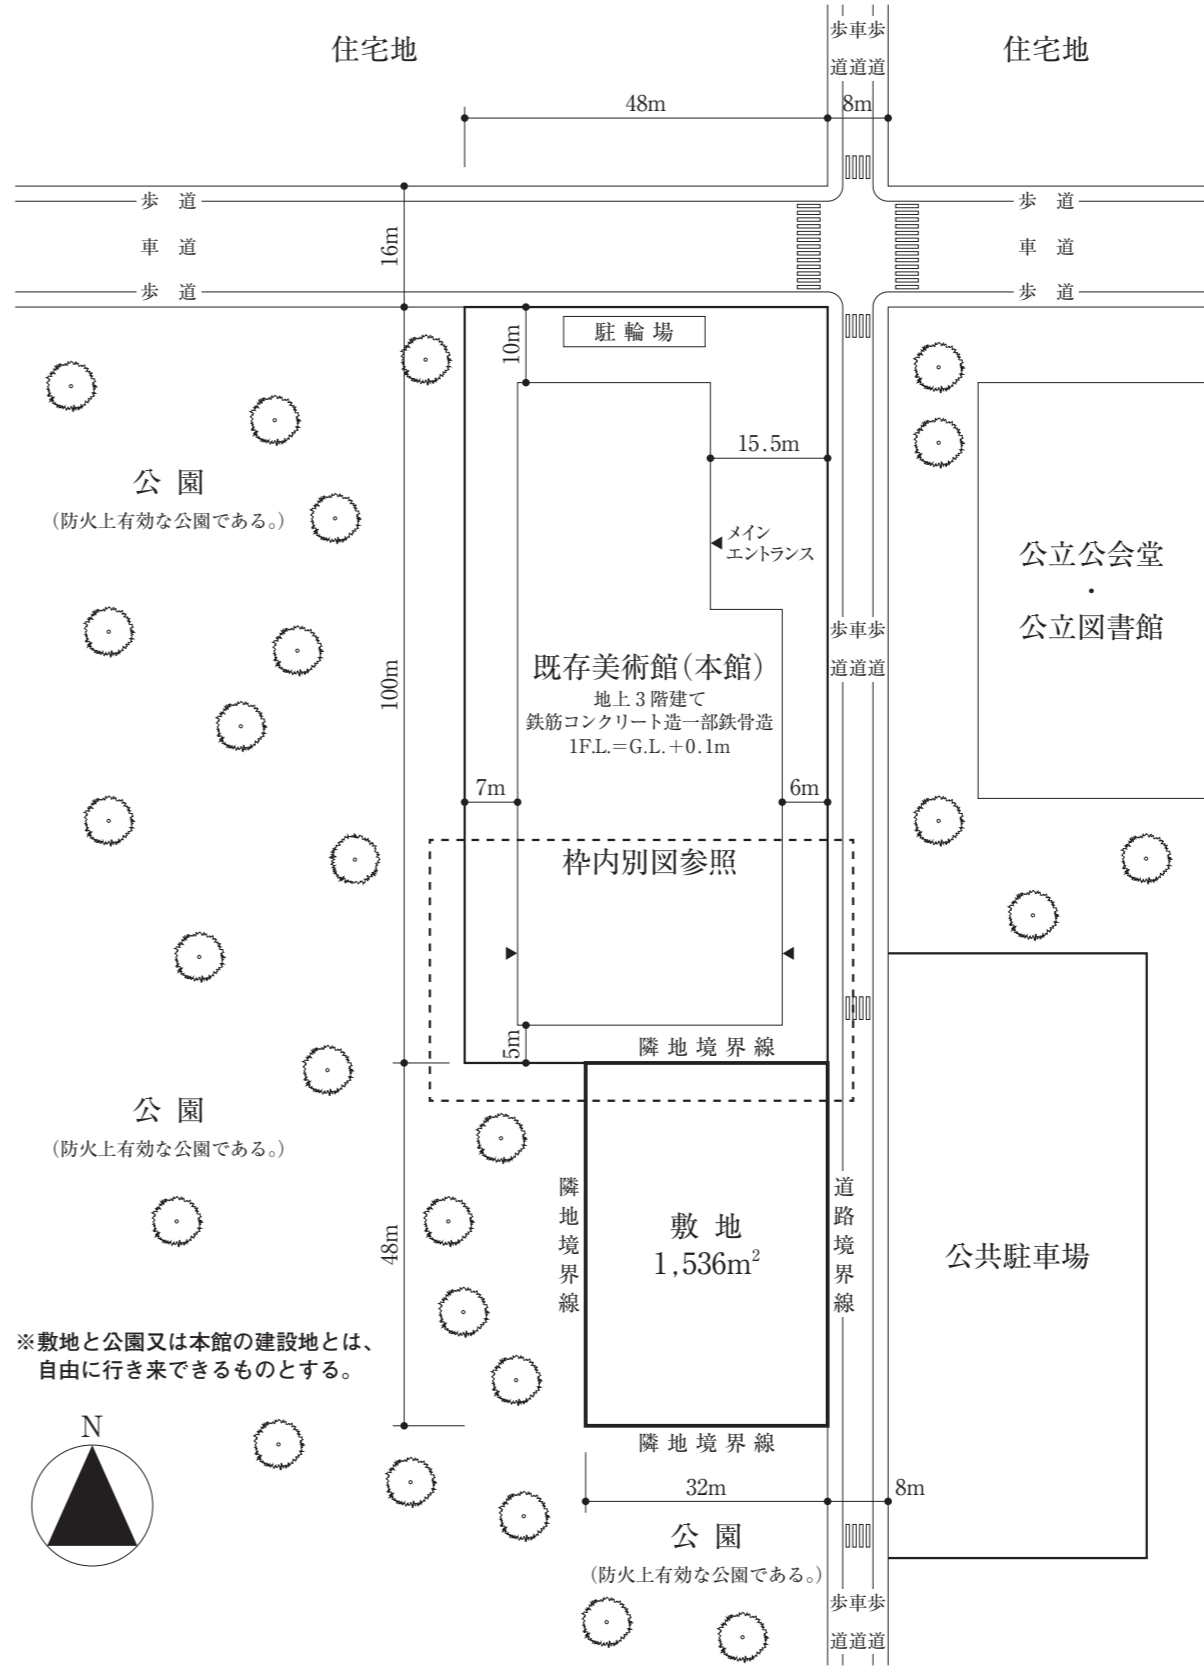 住宅地
歩車歩
道道道
住宅地
48m
8m
歩 道
車 道
歩 道
16m
歩 道
車 道
歩 道
駐輪場
10m
15.5m
メイン
エントランス
公 園
(防火上有効な公園である。)
公立公会堂
・
公立図書館
歩車歩
道道道
既存美術館(本館)
地上3階建て
鉄筋コンクリート造一部鉄骨造
1F.L.=G.L.+0.1m
100m
7m
6m
枠内別図参照
5m
隣地境界線
公 園
(防火上有効な公園である。)
隣地境界線
敷 地
1,536m²
道路境界線
公共駐車場
48m
※敷地と公園又は本館の建設地とは、
自由に行き来できるものとする。
N
隣地境界線
32m
8m
公 園
(防火上有効な公園である。)
歩車歩
道道道